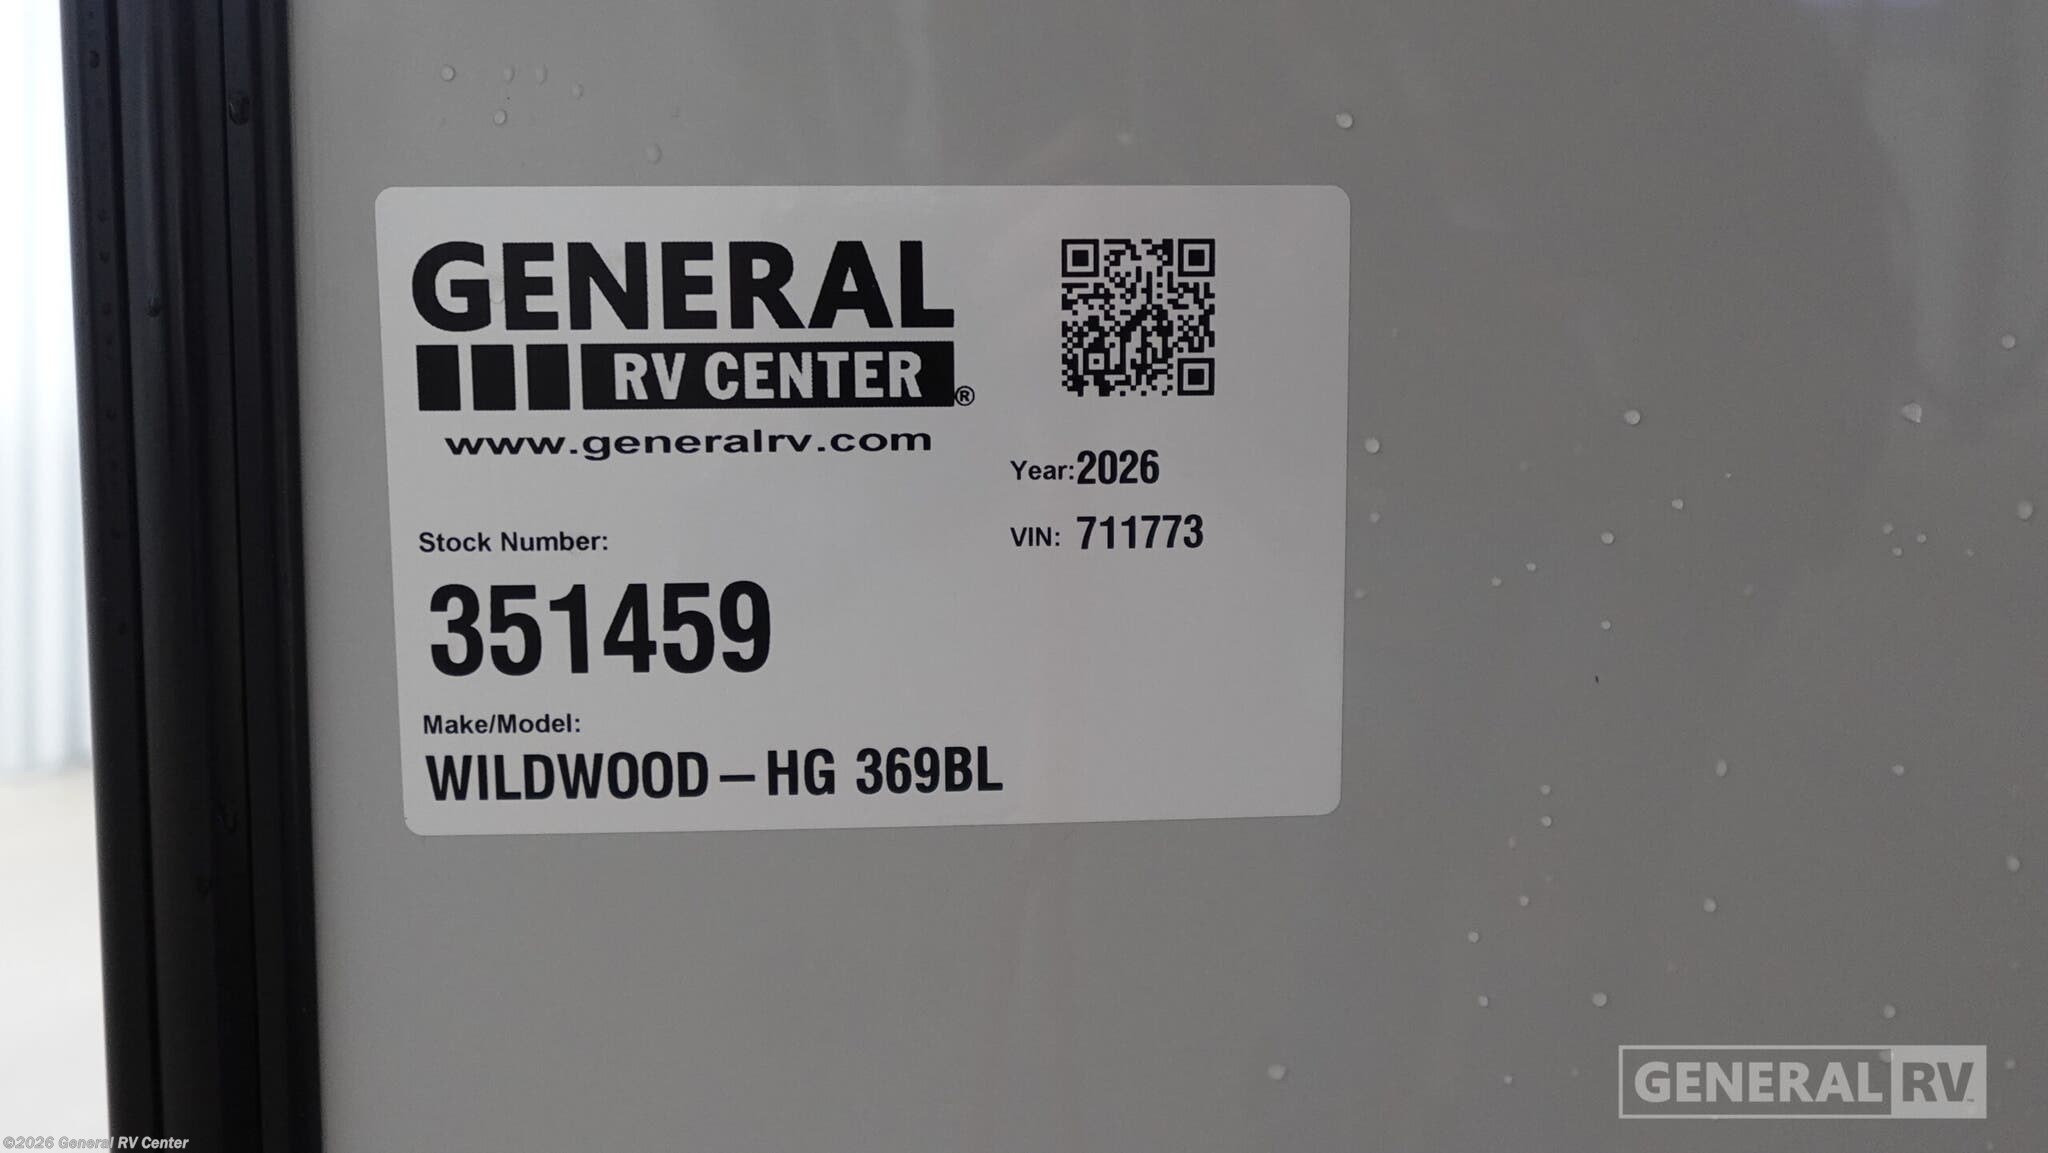 GENERAL
RV CENTER®
www.generalrv.com
Year: 2026
VIN: 711773
Stock Number:
351459
Make/Model:
WILDWOOD-HG 369BL
GENERAL RV
©2026 General RV Center